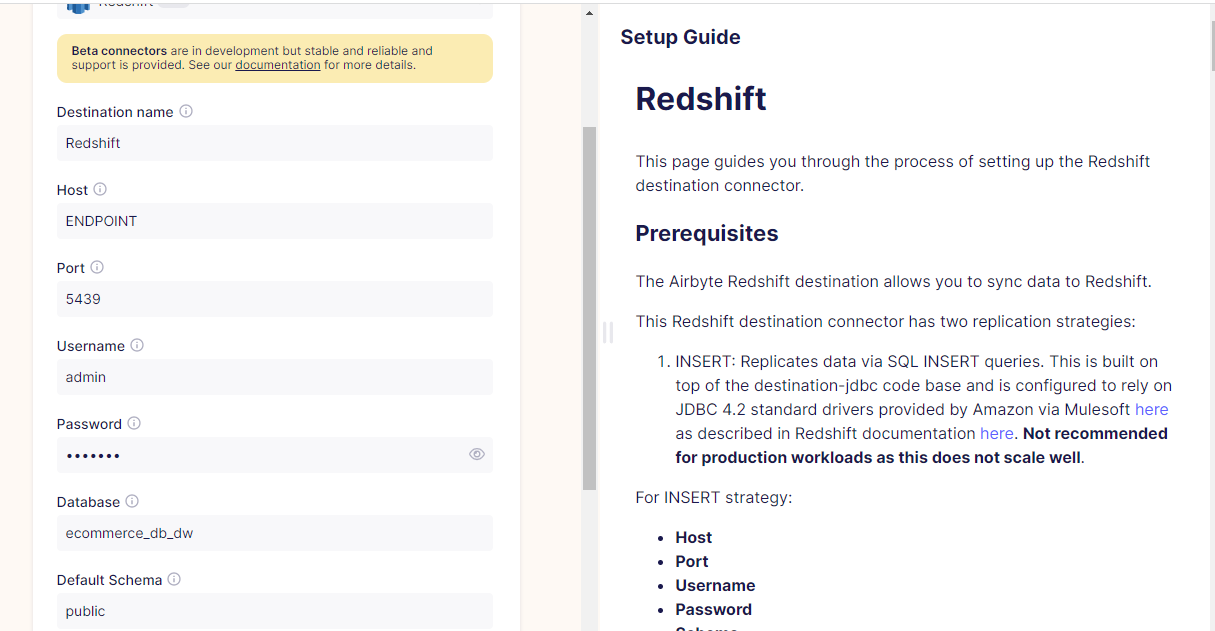 Redshift
Beta connectors are in development but stable and reliable and
support is provided. See our documentation for more details.
Destination name
Redshift
Host
ENDPOINT
Port
5439
Username
admin
Password
•••••••
Database
ecommerce_db_dw
Default Schema
public
Setup Guide
Redshift
This page guides you through the process of setting up the Redshift
destination connector.
Prerequisites
The Airbyte Redshift destination allows you to sync data to Redshift.
This Redshift destination connector has two replication strategies:
1. INSERT: Replicates data via SQL INSERT queries. This is built on
top of the destination-jdbc code base and is configured to rely on
JDBC 4.2 standard drivers provided by Amazon via Mulesoft here
as described in Redshift documentation here. Not recommended
for production workloads as this does not scale well.
For INSERT strategy:
• Host
• Port
• Username
• Password
• Schema